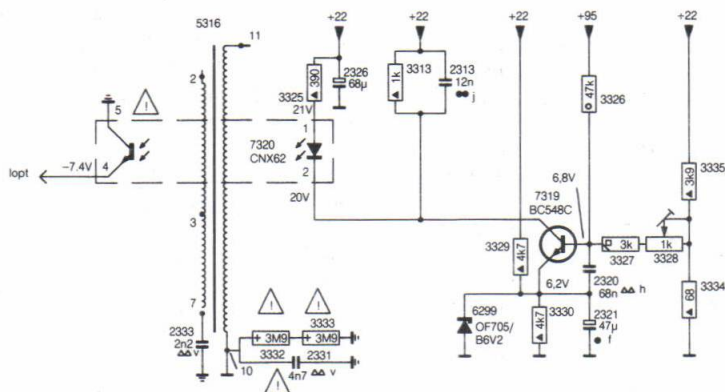 5316
11
+22
+22
+22
+95
+22
390
2326
68µ
1k
3313
2313
12n
j
47k
3326
3325
21V
2
5
!
1
7320
CNX62
Iopt
-7.4V
4
2
20V
6,8V
7319
BC548C
3k9
3335
3
3329
4k7
3k
1k
3327
3328
2320
68n h
68
3334
7
6,2V
6299
OF705/
B6V2
4k7
3330
2321
47µ
f
2333
2n2
v
!
!
3333
+ 3M9
+ 3M9
3332
2331
10
4n7
v
!